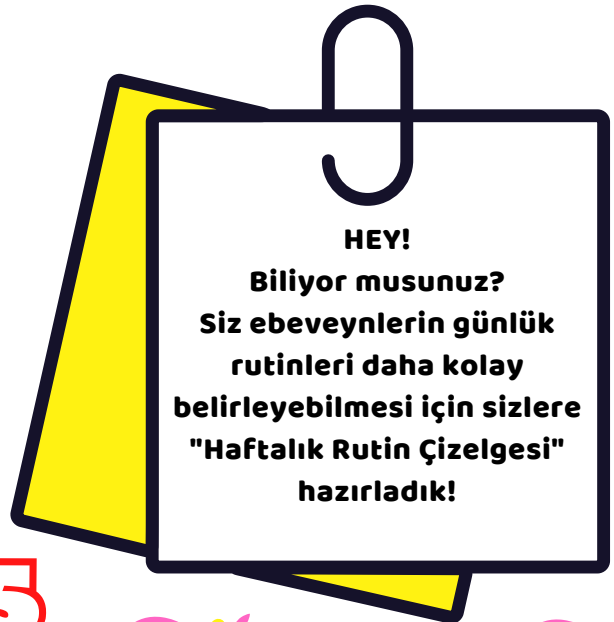 HEY!
Biliyor musunuz?
Siz ebeveynlerin günlük
rutinleri daha kolay
belirleyebilmesi için sizlere
"Haftalık Rutin Çizelgesi"
hazırladık!